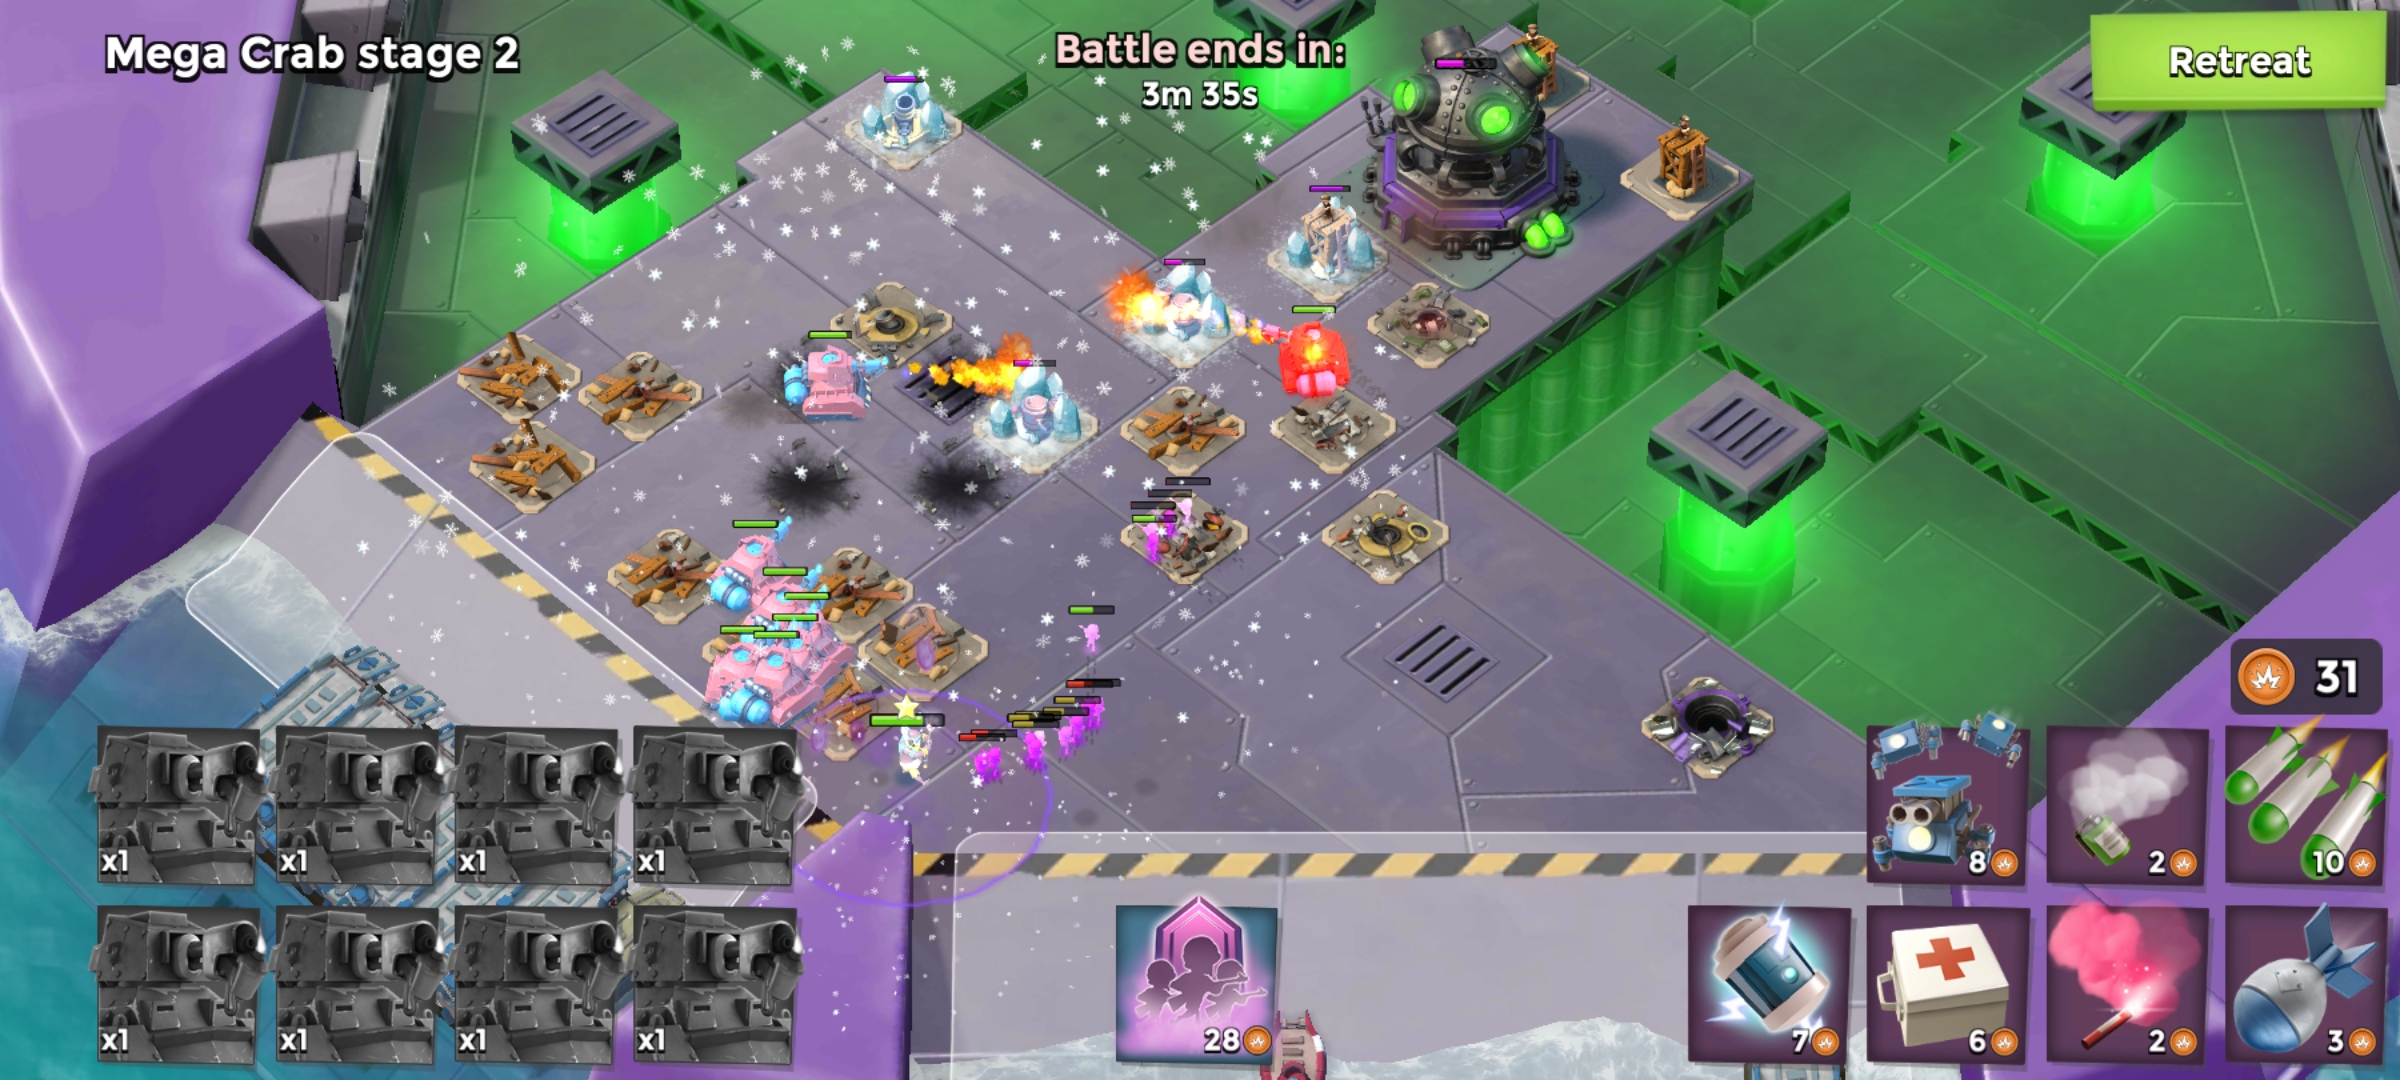 Mega Crab stage 2
Battle ends in:
3m 35s
Retreat
31
x1
x1
x1
x1
8
2
10
x1
x1
x1
x1
28
7
6
2
3